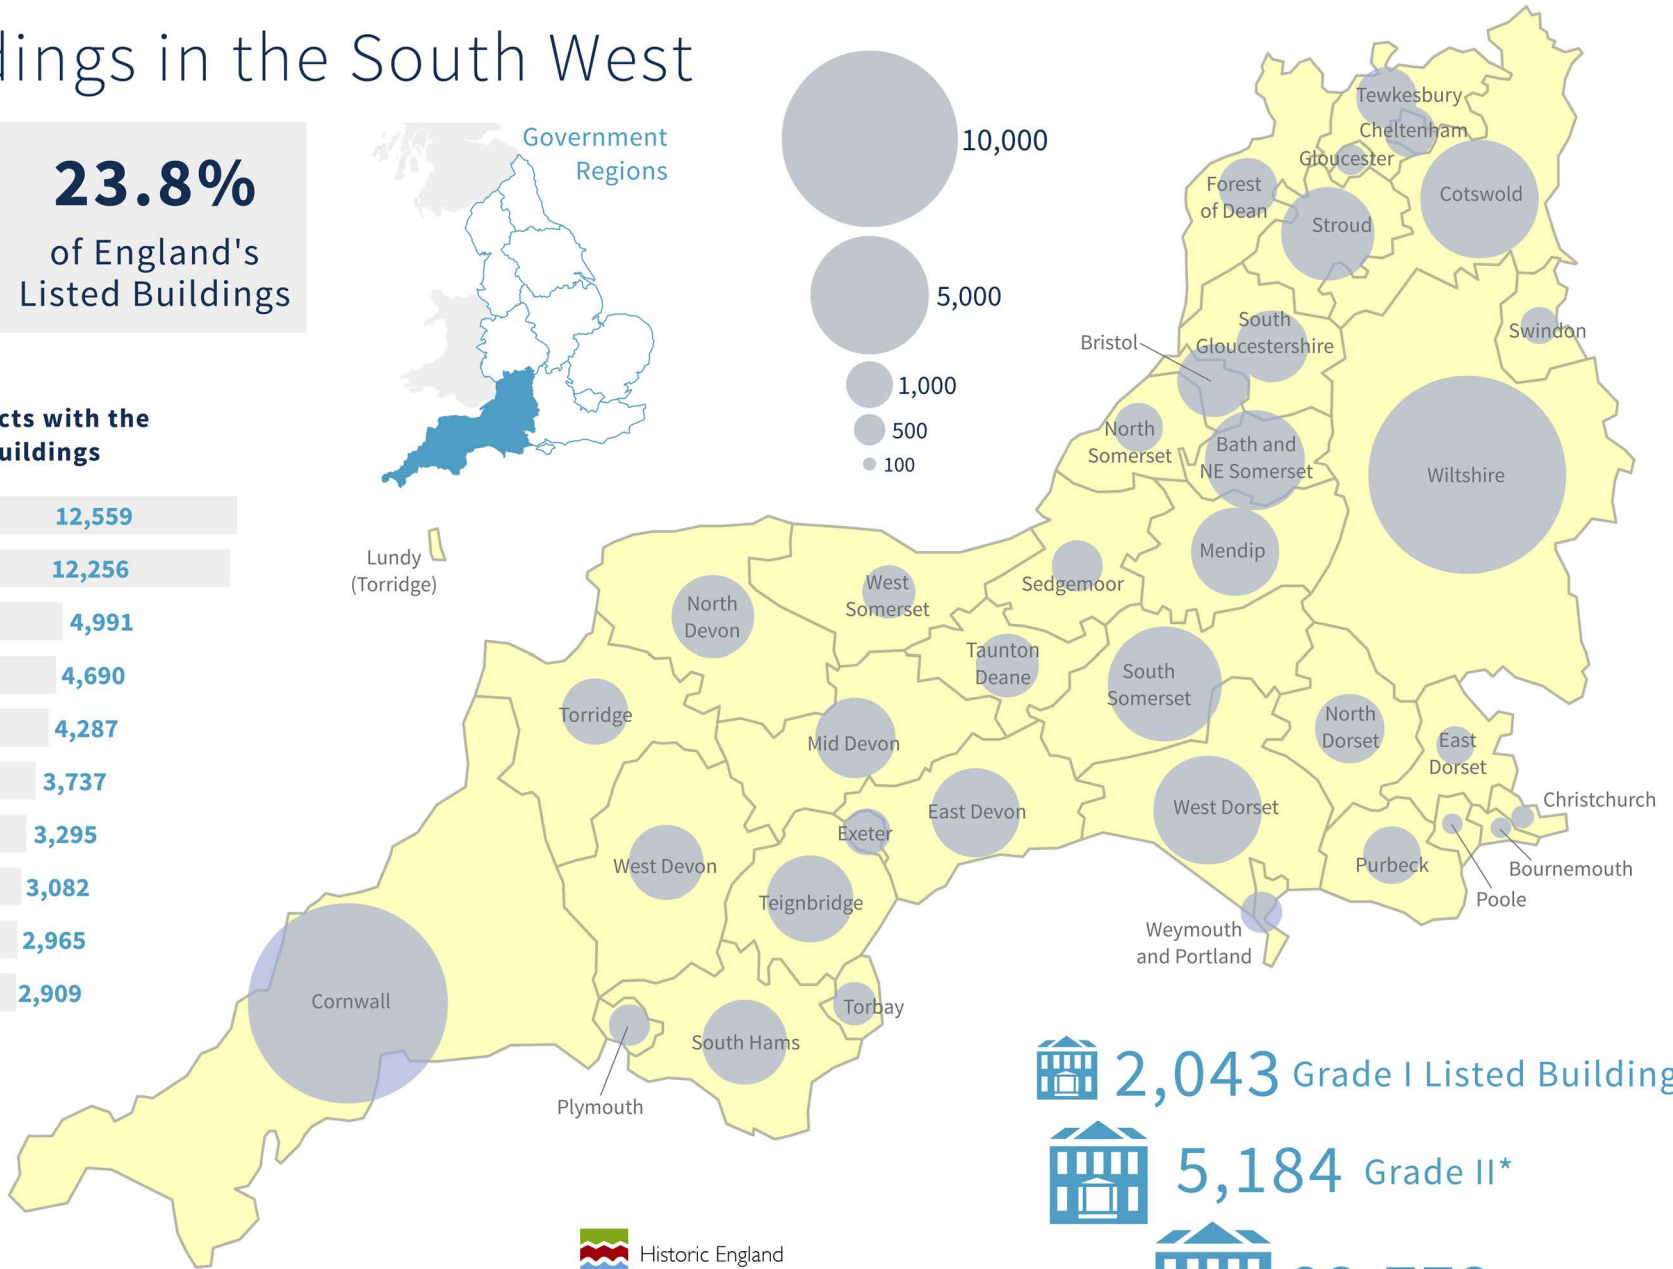 dings in the South West
23.8%
of England's
Listed Buildings
Government
Regions
10,000
5,000
1,000
500
100
cts with the
uildings
12,559
12,256
4,991
4,690
4,287
3,737
3,295
3,082
2,965
2,909
Lundy
(Torridge)
Tewkesbury
Cheltenham
Gloucester
Forest
of Dean
Stroud
Cotswold
South
Gloucestershire
Swindon
Bristol
North
Somerset
Bath and
NE Somerset
Wiltshire
Mendip
Sedgemoor
West
Somerset
North
Devon
Taunton
Deane
South
Somerset
Torridge
Mid Devon
North
Dorset
East
Dorset
Christchurch
Bournemouth
Poole
Purbeck
West Dorset
East Devon
Exeter
West Devon
Teignbridge
Weymouth
and Portland
Torbay
South Hams
Plymouth
Cornwall
2,043 Grade I Listed Building
5,184 Grade II*
Historic England